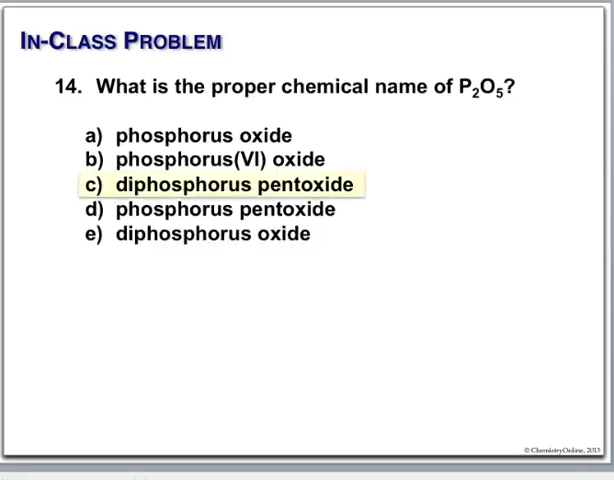 IN-CLASS PROBLEM
14. What is the proper chemical name of P₂O₅?
a) phosphorus oxide
b) phosphorus(VI) oxide
c) diphosphorus pentoxide
d) phosphorus pentoxide
e) diphosphorus oxide
© ChemistryOnline, 2013